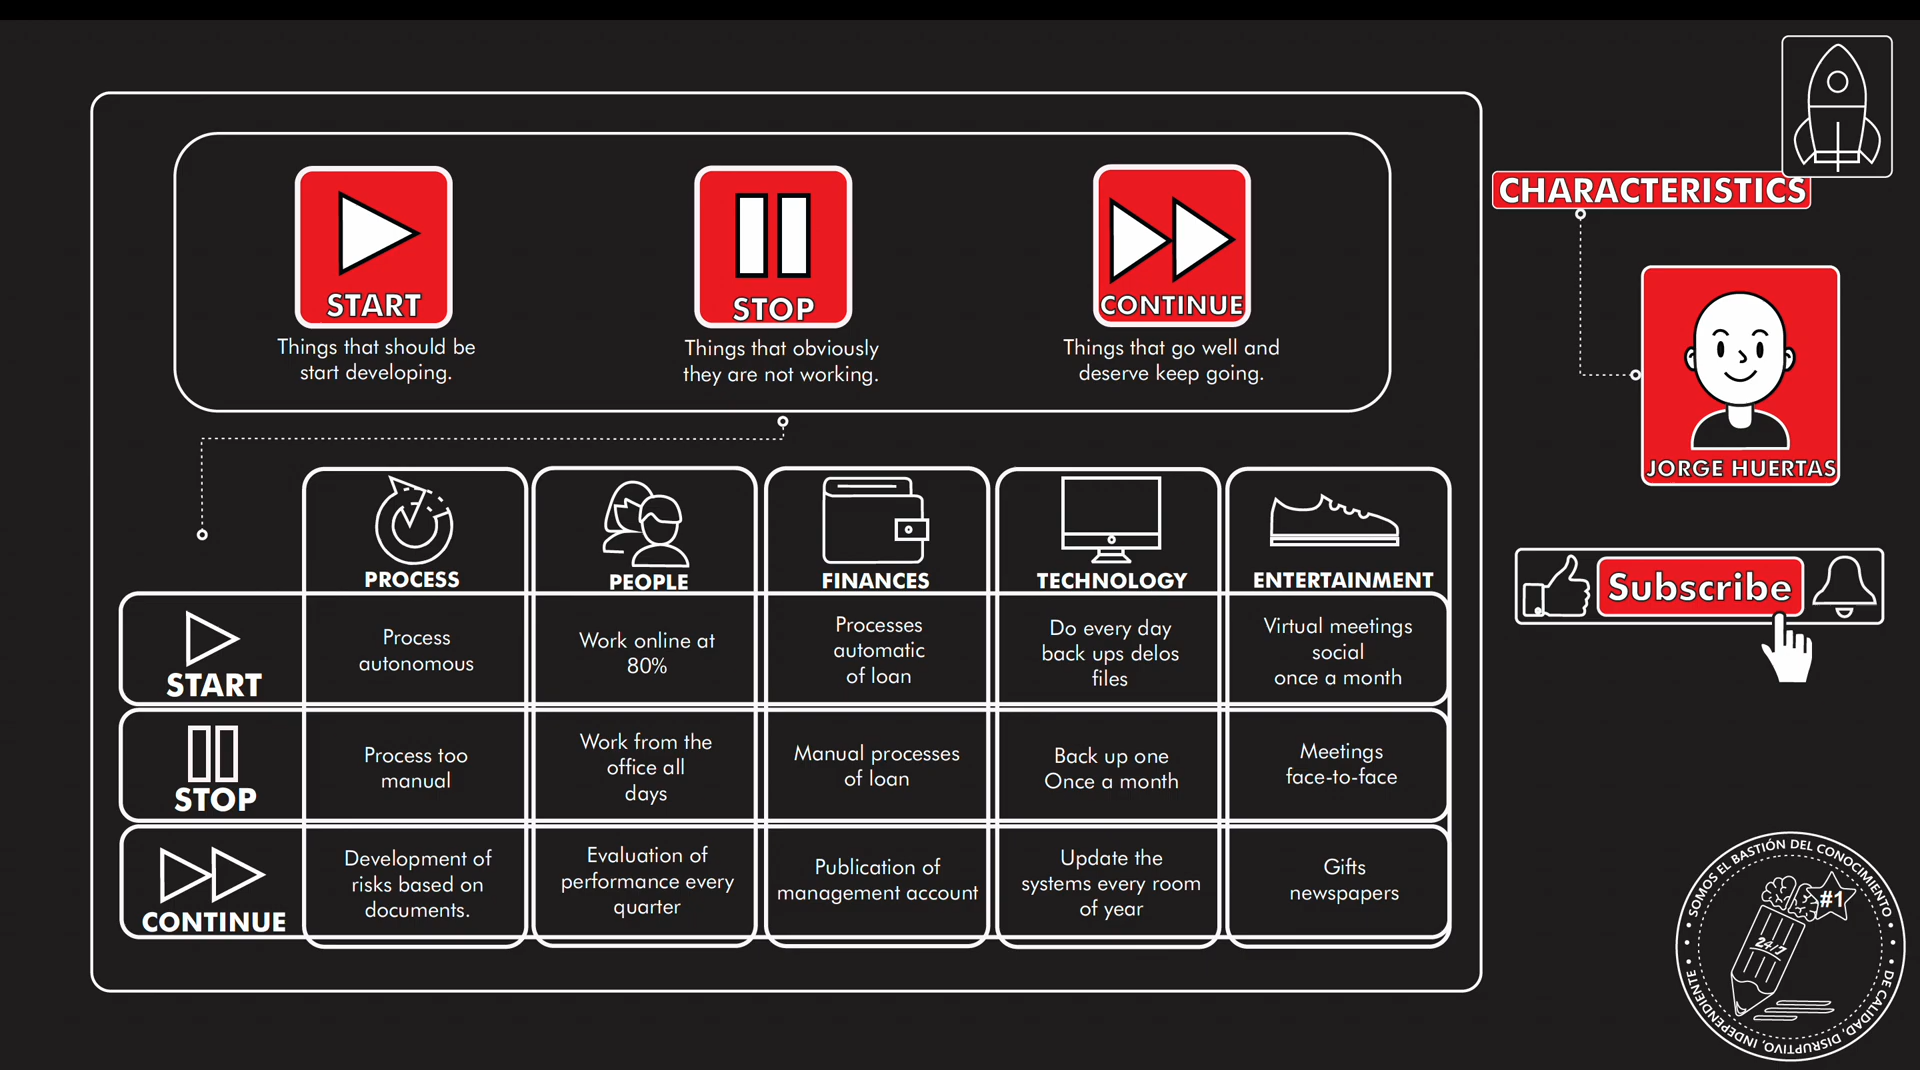 CHARACTERISTICS
START
Things that should be
start developing.
STOP
Things that obviously
they are not working.
CONTINUE
Things that go well and
deserve keep going.
JORGE HUERTAS
Subscribe
PROCESS
PEOPLE
FINANCES
TECHNOLOGY
ENTERTAINMENT
START
Process
autonomous
Work online at
80%
Processes
automatic
of loan
Do every day
back ups delos
files
Virtual meetings
social
once a month
STOP
Process too
manual
Work from the
office all
days
Manual processes
of loan
Back up one
Once a month
Meetings
face-to-face
CONTINUE
Development of
risks based on
documents.
Evaluation of
performance every
quarter
Publication of
management account
Update the
systems every room
of year
Gifts
newspapers
SOMOS EL BASTIÓN DEL CONOCIMIENTO
DE CALIDAD, DISRUPTIVO, INDEPENDIENTE
#1
24/7